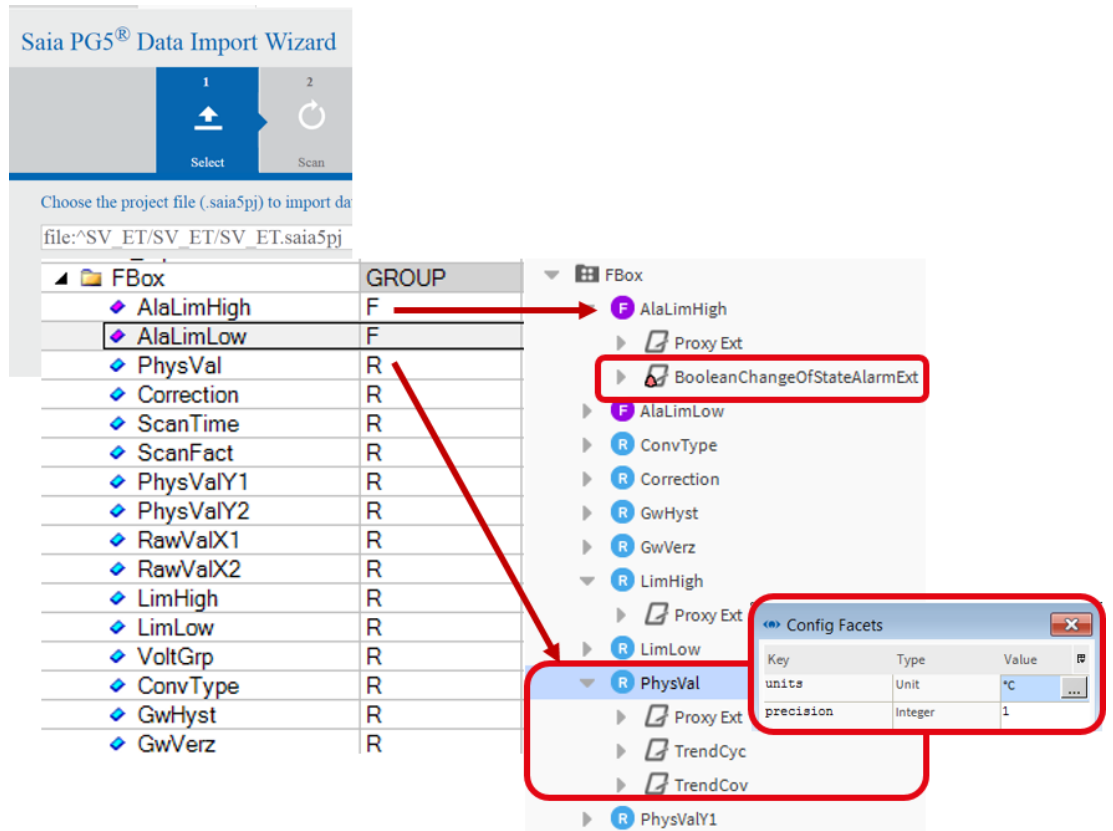 Saia PG5® Data Import Wizard
1
2
Select
Scan
Choose the project file (.saia5pj) to import da
file:^SV_ET/SV_ET/SV_ET.saia5pj
FBox GROUP
AlaLimHigh F
AlaLimLow F
PhysVal R
Correction R
ScanTime R
ScanFact R
PhysValY1 R
PhysValY2 R
RawValX1 R
RawValX2 R
LimHigh R
LimLow R
VoltGrp R
ConvType R
GwHyst R
GwVerz R
FBox
F AlaLimHigh
Proxy Ext
BooleanChangeOfStateAlarmExt
F AlaLimLow
R ConvType
R Correction
R GwHyst
R GwVerz
R LimHigh
Proxy Ext
R LimLow
R PhysVal
Proxy Ext
TrendCyc
TrendCov
R PhysValY1
Config Facets
Key Type Value
units Unit °C ...
precision Integer 1